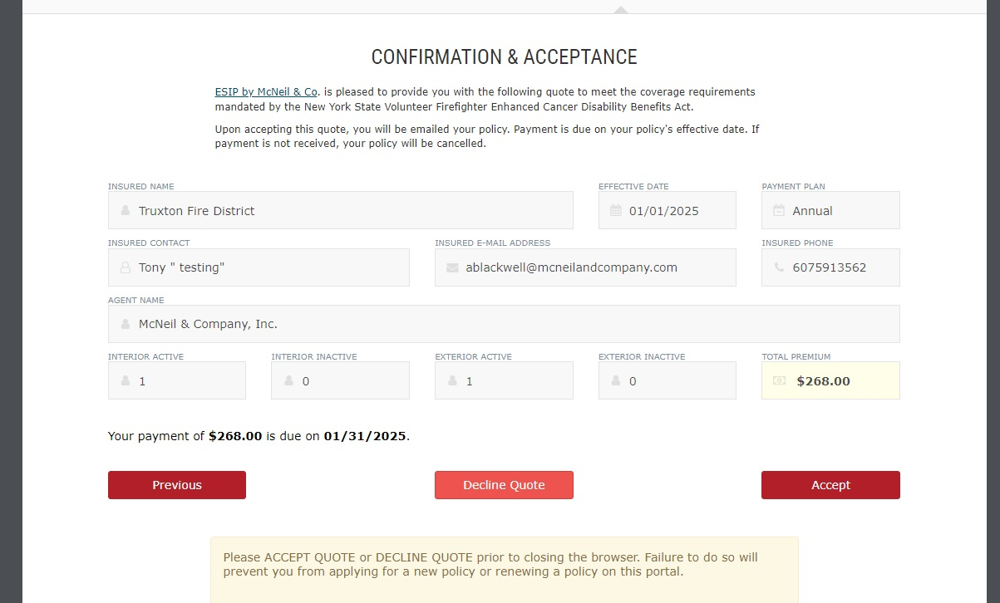 CONFIRMATION & ACCEPTANCE
ESIP by McNeil & Co. is pleased to provide you with the following quote to meet the coverage requirements
mandated by the New York State Volunteer Firefighter Enhanced Cancer Disability Benefits Act.
Upon accepting this quote, you will be emailed your policy. Payment is due on your policy's effective date. If
payment is not received, your policy will be cancelled.
INSURED NAME EFFECTIVE DATE PAYMENT PLAN
Truxton Fire District 01/01/2025 Annual
INSURED CONTACT INSURED E-MAIL ADDRESS INSURED PHONE
Tony " testing" ablackwell@mcneilandcompany.com 6075913562
AGENT NAME
McNeil & Company, Inc.
INTERIOR ACTIVE INTERIOR INACTIVE EXTERIOR ACTIVE EXTERIOR INACTIVE TOTAL PREMIUM
1 0 1 0 $268.00
Your payment of $268.00 is due on 01/31/2025.
Previous Decline Quote Accept
Please ACCEPT QUOTE or DECLINE QUOTE prior to closing the browser. Failure to do so will
prevent you from applying for a new policy or renewing a policy on this portal.